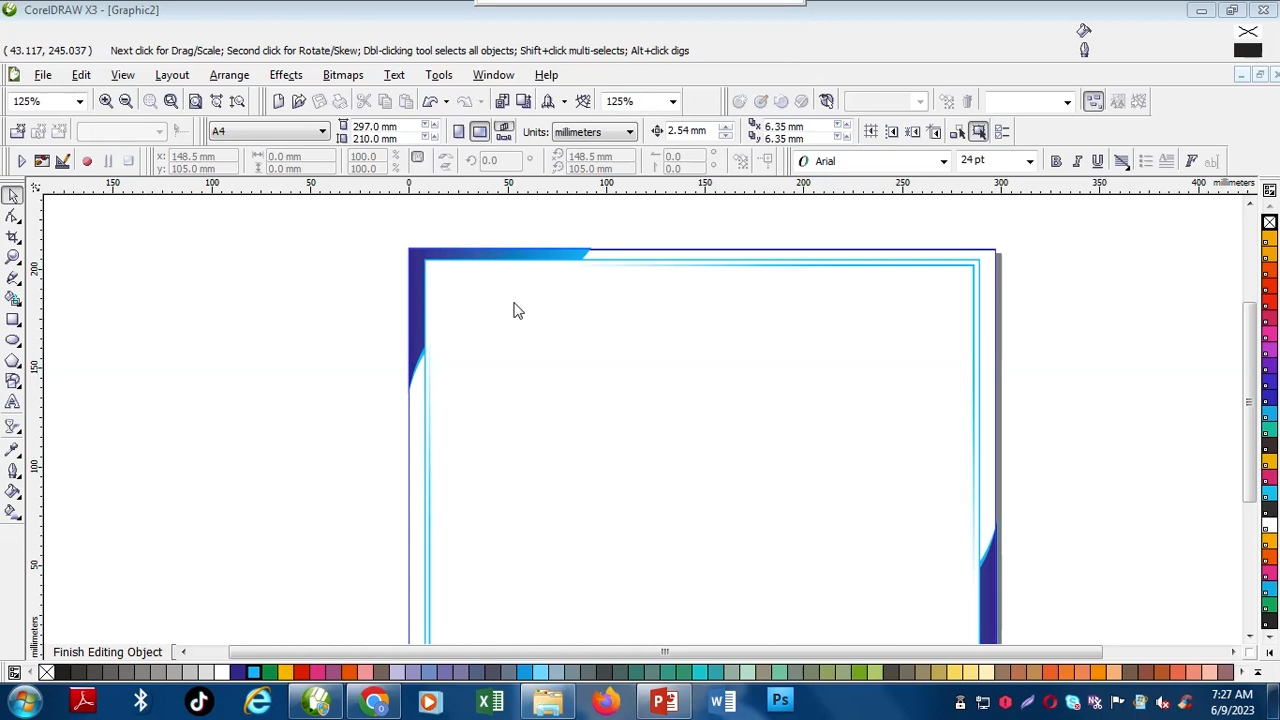 CorelDRAW X3 - [Graphic2]
(43.117, 245.037) Next click for Drag/Scale; Second click for Rotate/Skew; Dbl-clicking tool selects all objects; Shift+click multi-selects; Alt+click digs
File Edit View Layout Arrange Effects Bitmaps Text Tools Window Help
125% 125%
A4 297.0 mm 210.0 mm Units: millimeters 2.54 mm 6.35 mm 6.35 mm
x: 148.5 mm y: 105.0 mm 0.0 mm 0.0 mm 100.0 100.0 % % 0.0 ° 148.5 mm 105.0 mm 0.0 0.0 ° ° O Arial 24 pt
150 100 50 0 50 100 150 200 250 300 350 400 millimeters
200
150
100
50
millimeters
Finish Editing Object
7:27 AM
6/9/2023